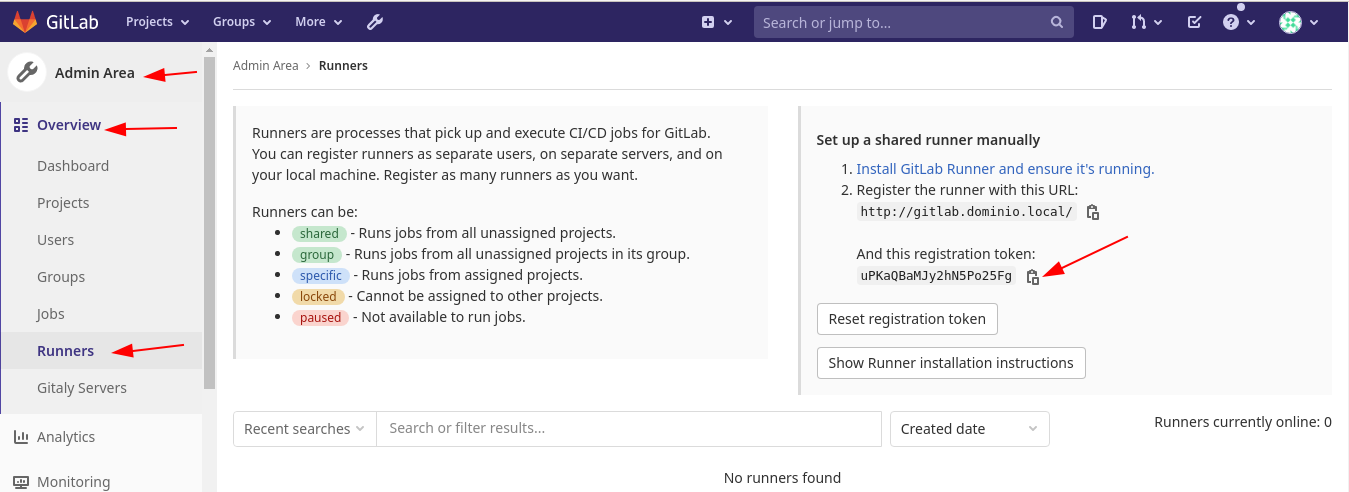 GitLab Projects Groups More Search or jump to...
Admin Area
Overview
Dashboard
Projects
Users
Groups
Jobs
Runners
Gitaly Servers
Analytics
Monitoring
Admin Area › Runners
Runners are processes that pick up and execute CI/CD jobs for GitLab.
You can register runners as separate users, on separate servers, and on
your local machine. Register as many runners as you want.
Runners can be:
• shared - Runs jobs from all unassigned projects.
• group - Runs jobs from all unassigned projects in its group.
• specific - Runs jobs from assigned projects.
• locked - Cannot be assigned to other projects.
• paused - Not available to run jobs.
Set up a shared runner manually
1. Install GitLab Runner and ensure it's running.
2. Register the runner with this URL:
http://gitlab.dominio.local/
And this registration token:
uPKaQBaMJy2hN5Po25Fg
Reset registration token
Show Runner installation instructions
Recent searches Search or filter results... Created date Runners currently online: 0
No runners found